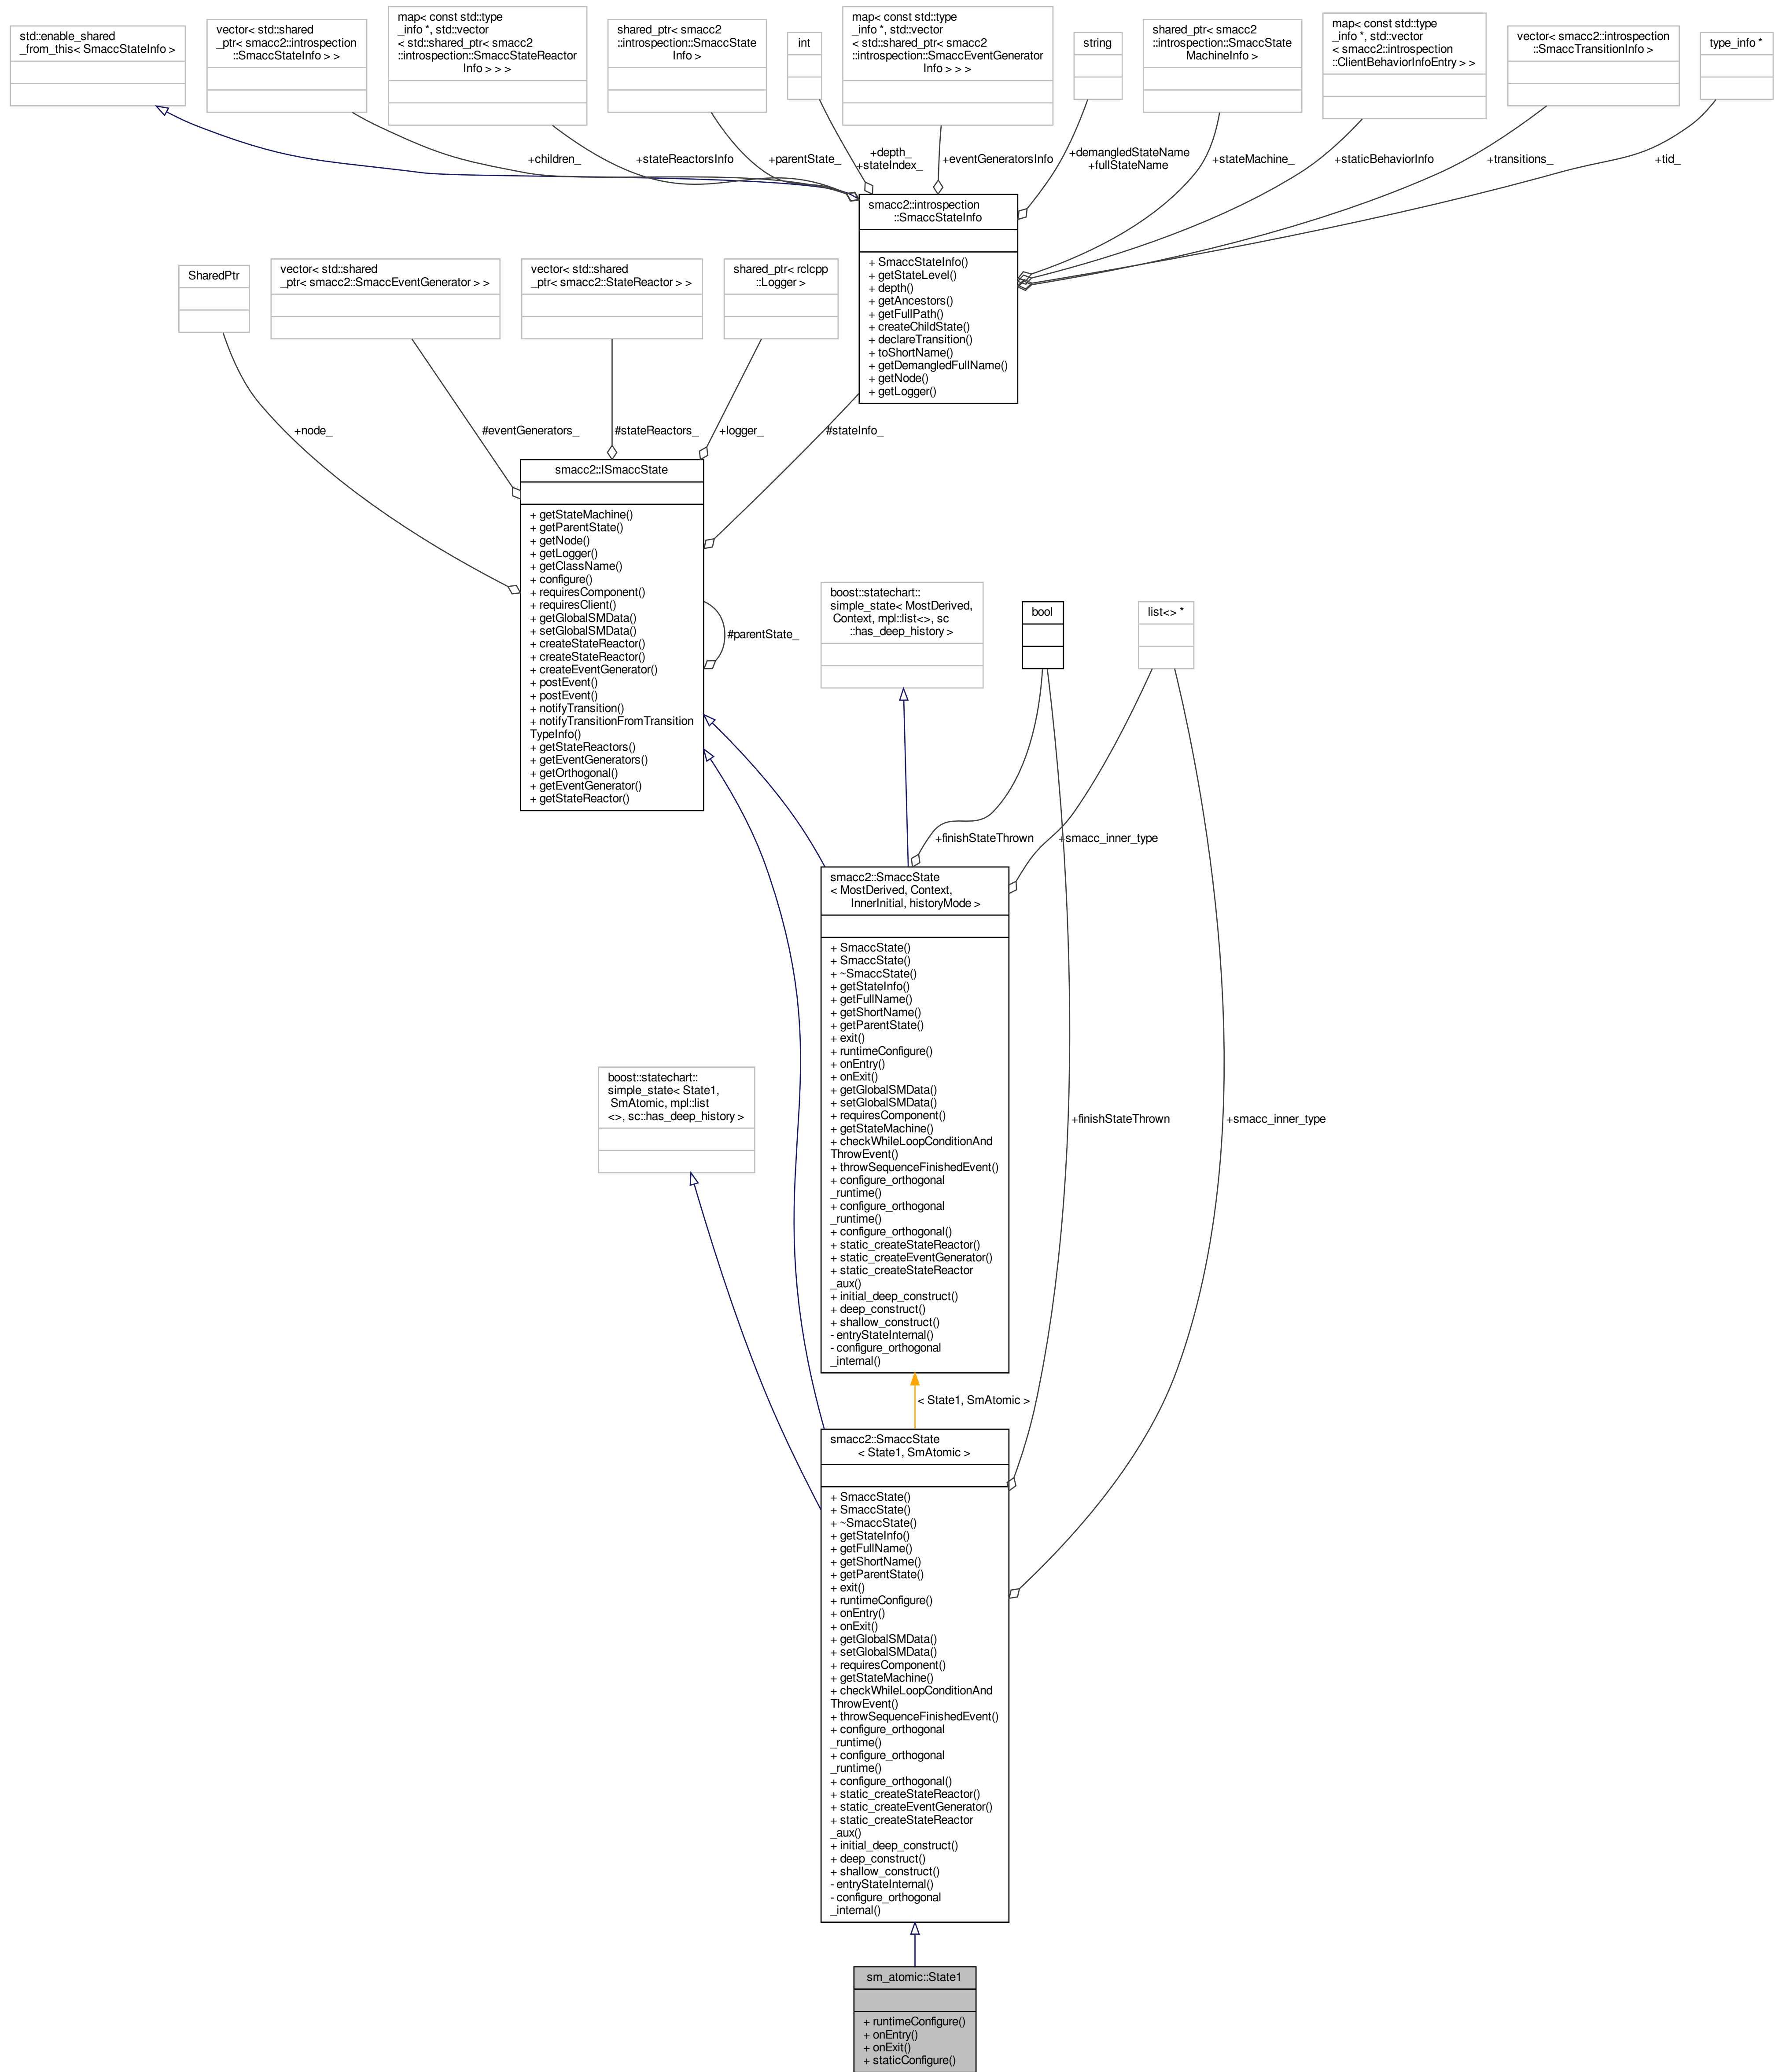 std::enable_shared
_from_this< SmaccStateInfo >
vector< std::shared
_ptr< smacc2::introspection
::SmaccStateInfo > >
map< const std::type
_info *, std::vector
< std::shared_ptr< smacc2
::introspection::SmaccStateReactor
Info > > >
shared_ptr< smacc2
::introspection::SmaccState
Info >
int
map< const std::type
_info *, std::vector
< std::shared_ptr< smacc2
::introspection::SmaccEventGenerator
Info > > >
string
shared_ptr< smacc2
::introspection::SmaccState
MachineInfo >
map< const std::type
_info *, std::vector
< smacc2::introspection
::ClientBehaviorInfoEntry > >
vector< smacc2::introspection
::SmaccTransitionInfo >
type_info *
+children_
+stateReactorsInfo
+parentState_
+depth_
+stateIndex_
+eventGeneratorsInfo
+demangledStateName
+fullStateName
+stateMachine_
+staticBehaviorInfo
+transitions_
+tid_
smacc2::introspection
::SmaccStateInfo
+ SmaccStateInfo()
+ getStateLevel()
+ depth()
+ getAncestors()
+ getFullPath()
+ createChildState()
+ declareTransition()
+ toShortName()
+ getDemangledFullName()
+ getNode()
+ getLogger()
SharedPtr
vector< std::shared
_ptr< smacc2::SmaccEventGenerator > >
vector< std::shared
_ptr< smacc2::StateReactor > >
shared_ptr< rclcpp
::Logger >
+node_
#eventGenerators_
#stateReactors_
+logger_
#stateInfo_
smacc2::ISmaccState
+ getStateMachine()
+ getParentState()
+ getNode()
+ getLogger()
+ getClassName()
+ configure()
+ requiresComponent()
+ requiresClient()
+ getGlobalSMData()
+ setGlobalSMData()
+ createStateReactor()
+ createStateReactor()
+ createEventGenerator()
+ postEvent()
+ postEvent()
+ notifyTransition()
+ notifyTransitionFromTransition
TypeInfo()
+ getStateReactors()
+ getEventGenerators()
+ getOrthogonal()
+ getEventGenerator()
+ getStateReactor()
#parentState_
boost::statechart::
simple_state< MostDerived,
Context, mpl::list<>, sc
::has_deep_history >
bool
list<> *
+finishStateThrown
+smacc_inner_type
smacc2::SmaccState
< MostDerived, Context,
InnerInitial, historyMode >
+ SmaccState()
+ SmaccState()
+ ~SmaccState()
+ getStateInfo()
+ getFullName()
+ getShortName()
+ getParentState()
+ exit()
+ runtimeConfigure()
+ onEntry()
+ onExit()
+ getGlobalSMData()
+ setGlobalSMData()
+ requiresComponent()
+ getStateMachine()
+ checkWhileLoopConditionAnd
ThrowEvent()
+ throwSequenceFinishedEvent()
+ configure_orthogonal
_runtime()
+ configure_orthogonal
_runtime()
+ configure_orthogonal()
+ static_createStateReactor()
+ static_createEventGenerator()
+ static_createStateReactor
_aux()
+ initial_deep_construct()
+ deep_construct()
+ shallow_construct()
- entryStateInternal()
- configure_orthogonal
_internal()
boost::statechart::
simple_state< State1,
SmAtomic, mpl::list
<>, sc::has_deep_history >
+finishStateThrown
+smacc_inner_type
< State1, SmAtomic >
smacc2::SmaccState
< State1, SmAtomic >
+ SmaccState()
+ SmaccState()
+ ~SmaccState()
+ getStateInfo()
+ getFullName()
+ getShortName()
+ getParentState()
+ exit()
+ runtimeConfigure()
+ onEntry()
+ onExit()
+ getGlobalSMData()
+ setGlobalSMData()
+ requiresComponent()
+ getStateMachine()
+ checkWhileLoopConditionAnd
ThrowEvent()
+ throwSequenceFinishedEvent()
+ configure_orthogonal
_runtime()
+ configure_orthogonal
_runtime()
+ configure_orthogonal()
+ static_createStateReactor()
+ static_createEventGenerator()
+ static_createStateReactor
_aux()
+ initial_deep_construct()
+ deep_construct()
+ shallow_construct()
- entryStateInternal()
- configure_orthogonal
_internal()
sm_atomic::State1
+ runtimeConfigure()
+ onEntry()
+ onExit()
+ staticConfigure()